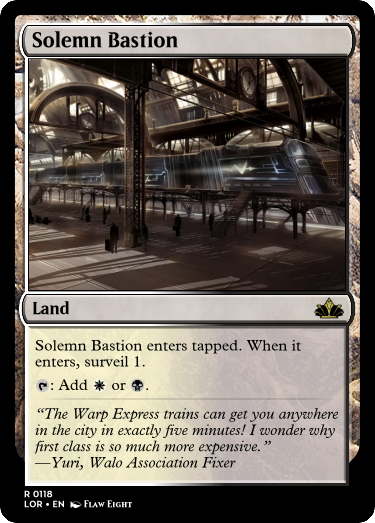 Solemn Bastion
Land
Solemn Bastion enters tapped. When it
enters, surveil 1.
: Add or .
“The Warp Express trains can get you anywhere
in the city in exactly five minutes! I wonder why
first class is so much more expensive.”
—Yuri, Walo Association Fixer
R 0118
LOR • EN Flaw Eight